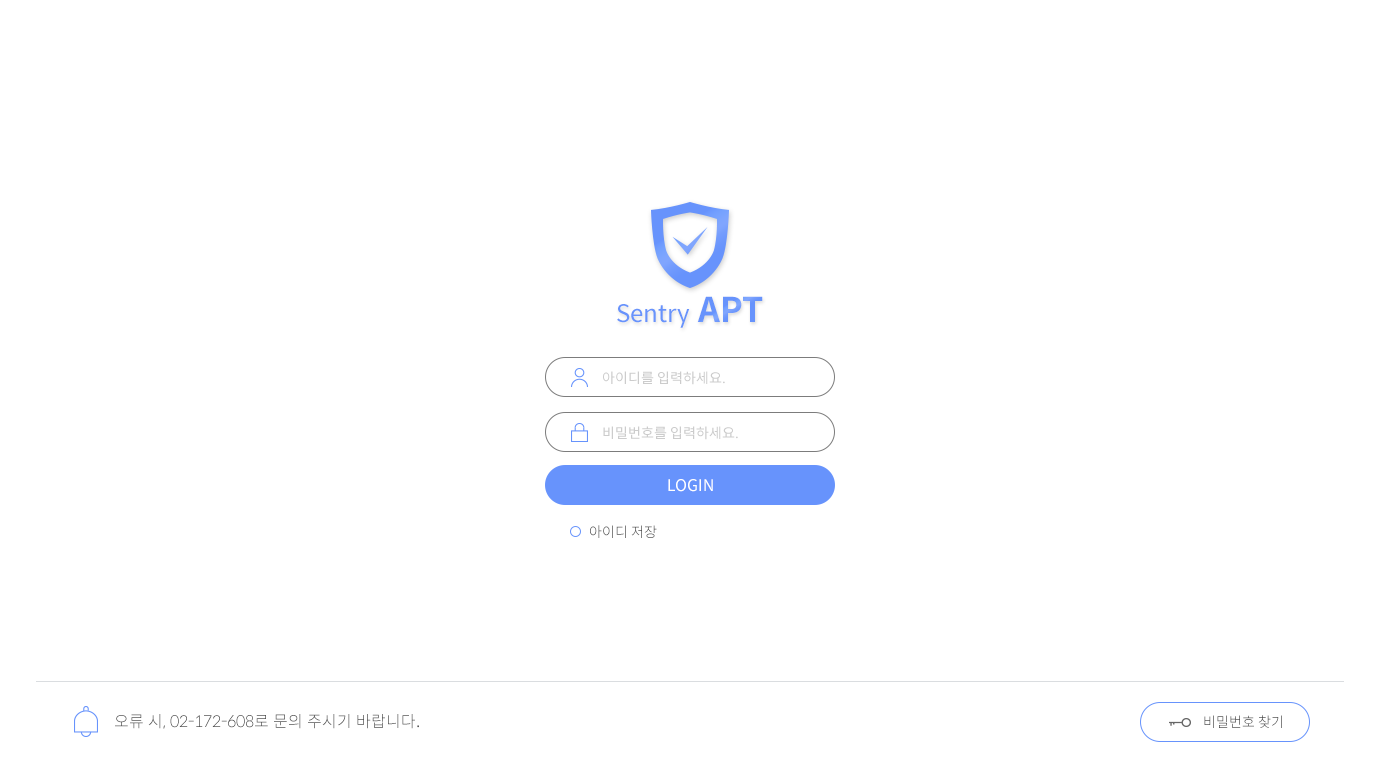 Sentry APT
아이디를 입력하세요.
비밀번호를 입력하세요.
LOGIN
아이디 저장
오류 시, 02-172-608로 문의 주시기 바랍니다.
비밀번호 찾기